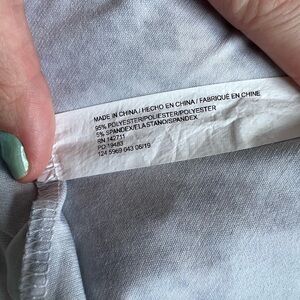 MADE IN CHINA / HECHO EN CHINA / FABRIQUÉ EN CHINE
95% POLYESTER/POLIESTER/POLYESTER
5% SPANDEX/ELASTANO/SPANDEX
RN 142711
PO 19483
124 5969 043 06/19